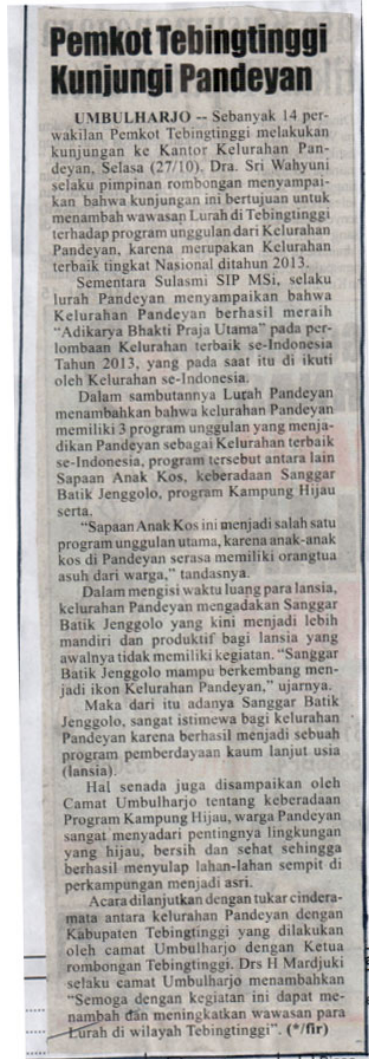 Pemkot Tebingtinggi
Kunjungi Pandeyan
UMBULHARJO -- Sebanyak 14 per-
wakilan Pemkot Tebingtinggi melakukan
kunjungan ke Kantor Kelurahan Pan-
deyan, Selasa (27/10). Dra. Sri Wahyuni
selaku pimpinan rombongan menyampai-
kan bahwa kunjungan ini bertujuan untuk
menambah wawasan Lurah di Tebingtinggi
terhadap program unggulan dari Kelurahan
Pandeyan, karena merupakan Kelurahan
terbaik tingkat Nasional ditahun 2013.
Sementara Sulasmi SIP MSi, selaku
lurah Pandeyan menyampaikan bahwa
Kelurahan Pandeyan berhasil meraih
“Adikarya Bhakti Praja Utama” pada per-
lombaan Kelurahan terbaik se-Indonesia
Tahun 2013, yang pada saat itu di ikuti
oleh Kelurahan se-Indonesia.
Dalam sambutannya Lurah Pandeyan
menambahkan bahwa kelurahan Pandeyan
memiliki 3 program unggulan yang menja-
dikan Pandeyan sebagai Kelurahan terbaik
se-Indonesia, program tersebut antara lain
Sapaan Anak Kos, keberadaan Sanggar
Batik Jenggolo, program Kampung Hijau
serta.
“Sapaan Anak Kos ini menjadi salah satu
program unggulan utama, karena anak-anak
kos di Pandeyan serasa memiliki orangtua
asuh dari warga,” tandasnya.
Dalam mengisi waktu luang para lansia,
kelurahan Pandeyan mengadakan Sanggar
Batik Jenggolo yang kini menjadi lebih
mandiri dan produktif bagi lansia yang
awalnya tidak memiliki kegiatan. “Sanggar
Batik Jenggolo mampu berkembang men-
jadi ikon Kelurahan Pandeyan,” ujarnya.
Maka dari itu adanya Sanggar Batik
Jenggolo, sangat istimewa bagi kelurahan
Pandeyan karena berhasil menjadi sebuah
program pemberdayaan kaum lanjut usia
(lansia).
Hal senada juga disampaikan oleh
Camat Umbulharjo tentang keberadaan
Program Kampung Hijau, warga Pandeyan
sangat menyadari pentingnya lingkungan
yang hijau, bersih dan sehat sehingga
berhasil menyulap lahan-lahan sempit di
perkampungan menjadi asri.
Acara dilanjutkan dengan tukar cindera-
mata antara kelurahan Pandeyan dengan
Kabupaten Tebingtinggi yang dilakukan
oleh camat Umbulharjo dengan Ketua
rombongan Tebingtinggi. Drs H Mardjuki
selaku camat Umbulharjo menambahkan
“Semoga dengan kegiatan ini dapat me-
nambah dan meningkatkan wawasan para
Lurah di wilayah Tebingtinggi”. (*/fir)